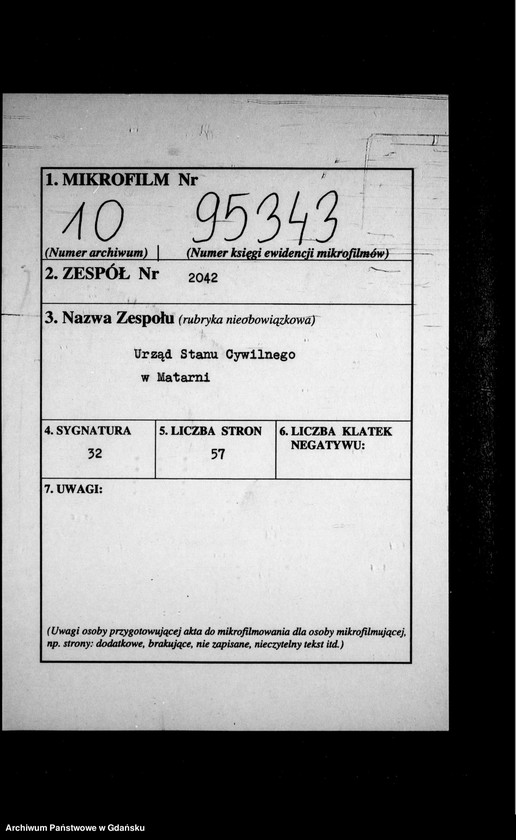 1. MIKROFILM Nr
10 95343
(Numer archiwum) (Numer księgi ewidencji mikrofilmów)
2. ZESPÓŁ Nr 2042
3. Nazwa Zespołu (rubryka nieobowiązkowa)
Urząd Stanu Cywilnego
w Matarni
4. SYGNATURA
32
5. LICZBA STRON
57
6. LICZBA KLATEK
NEGATYWU:
7. UWAGI:
(Uwagi osoby przygotowującej akta do mikrofilmowania dla osoby mikrofilmującej,
np. strony: dodatkowe, brakujące, nie zapisane, nieczytelny tekst itd.)
Archiwum Państwowe w Gdańsku